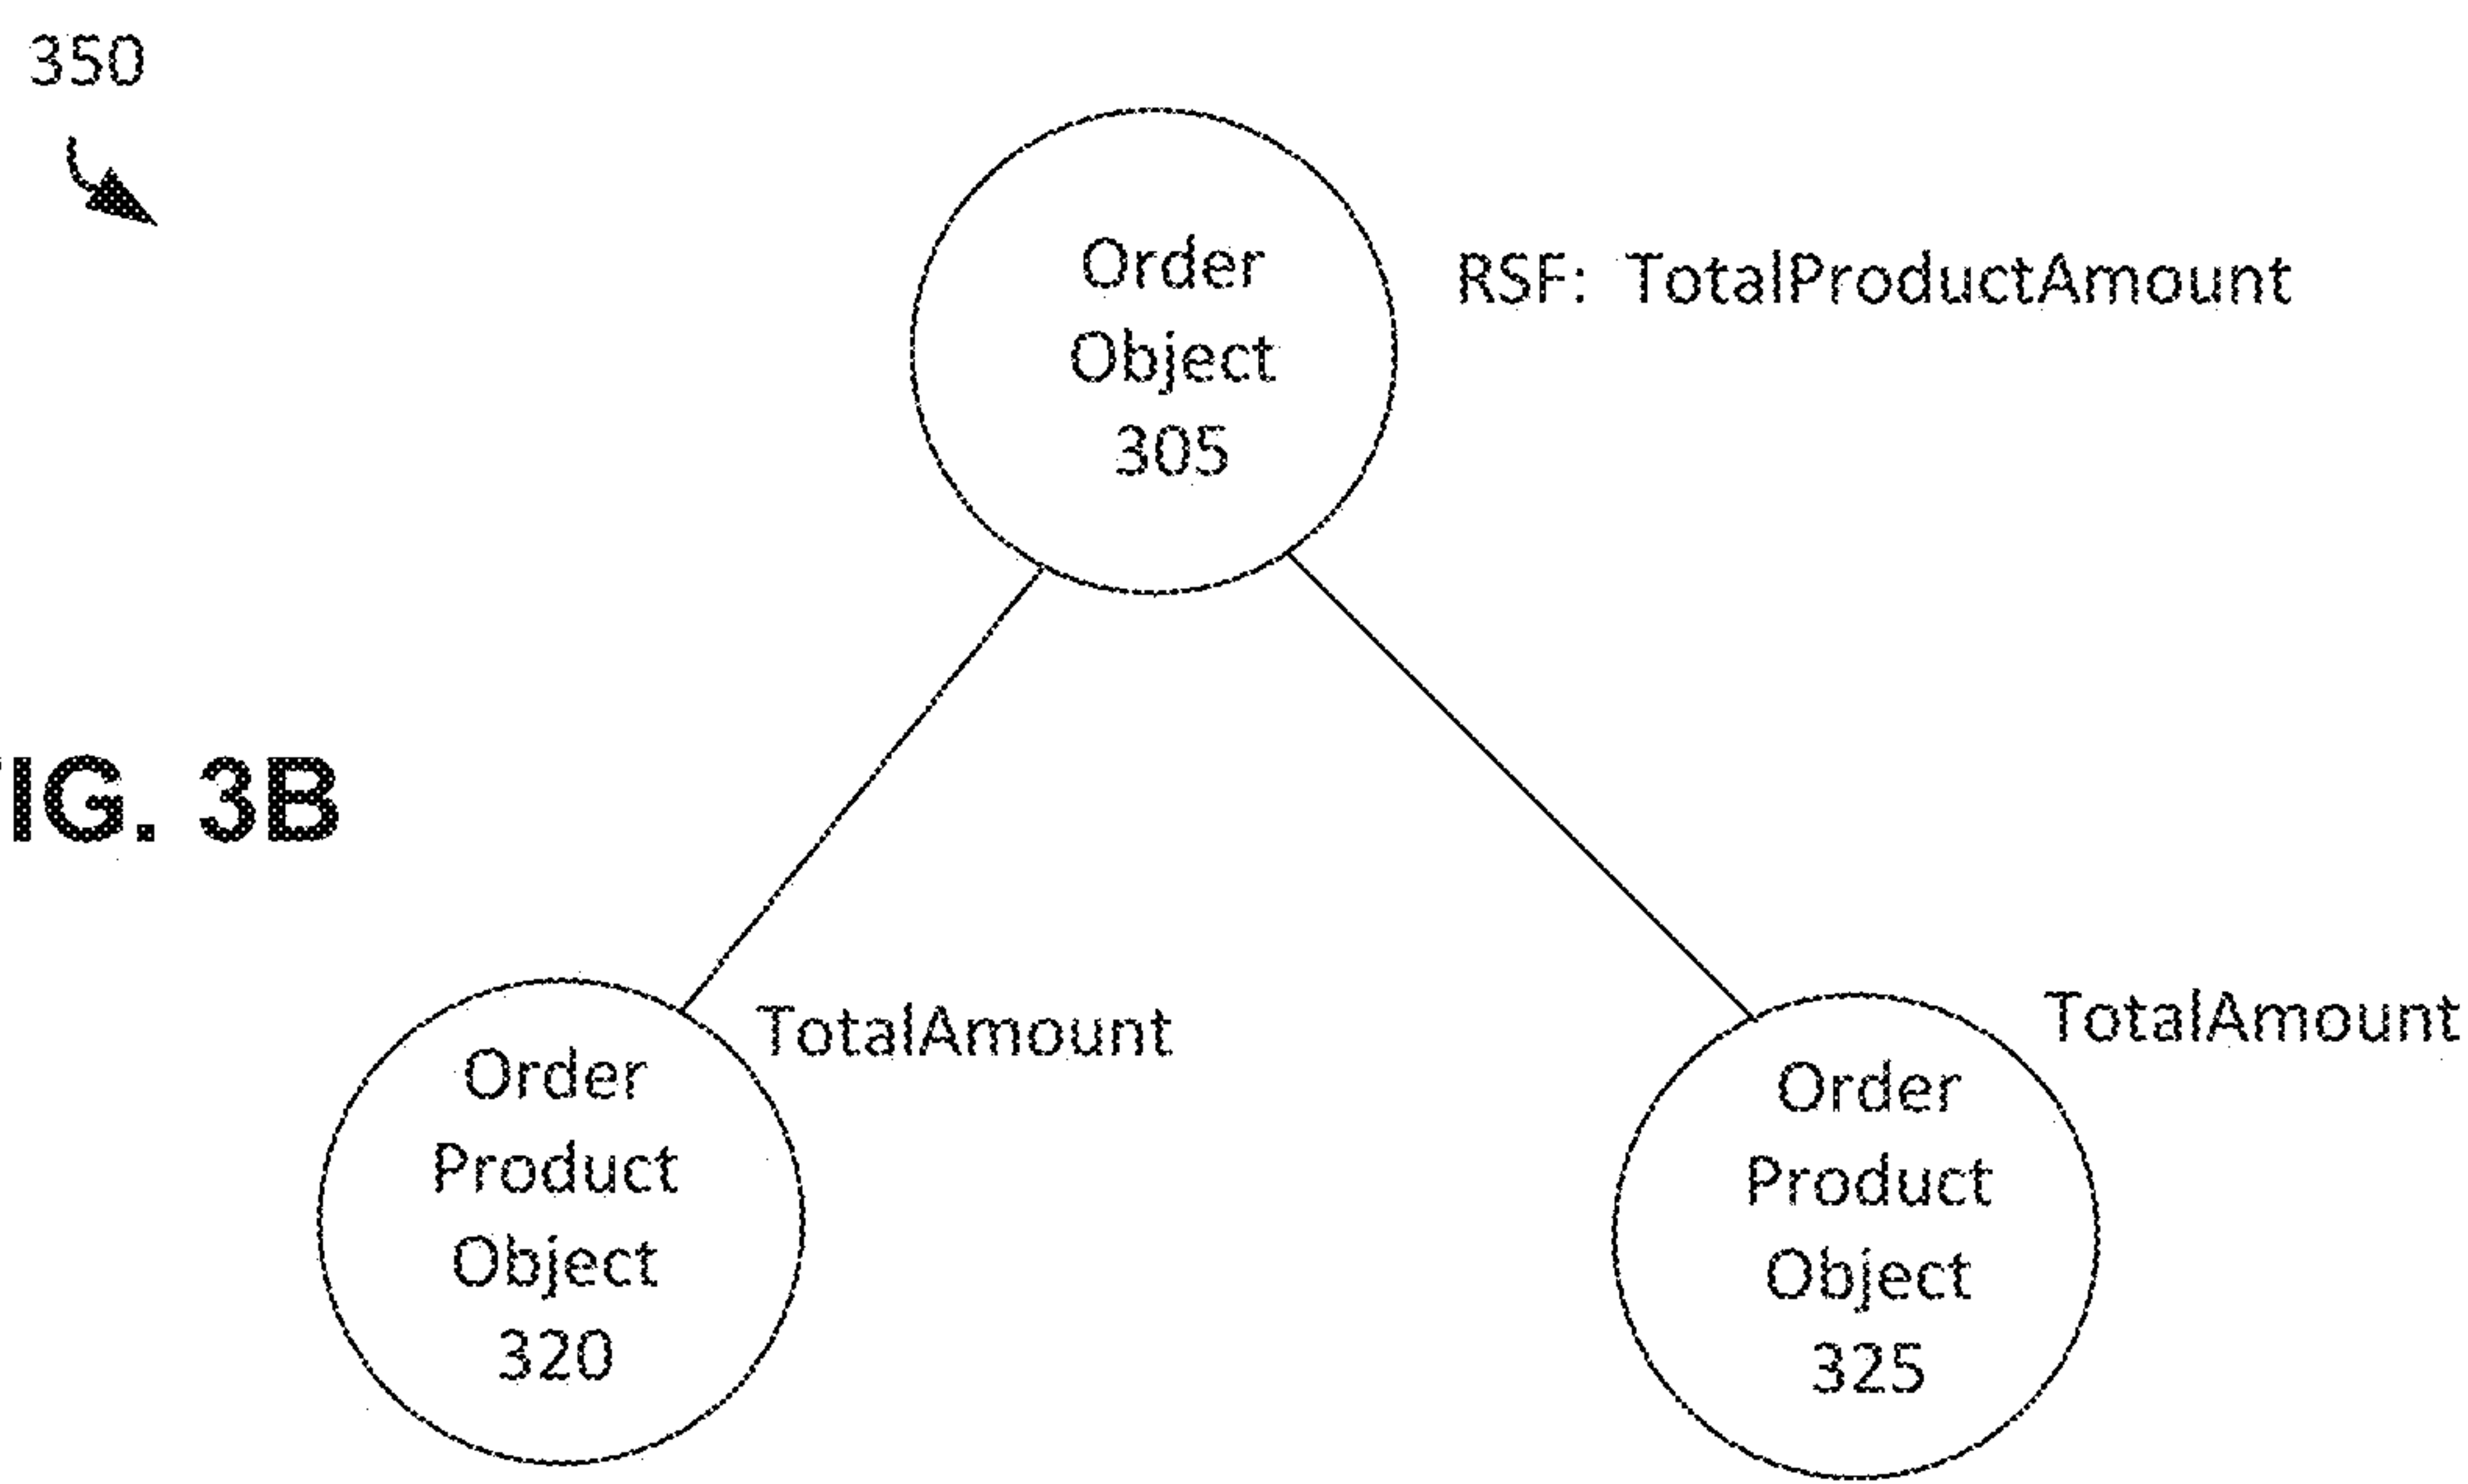 350
Order
Object
305
RSF: TotalProductAmount
IG. 3B
TotalAmount
Order
Product
Object
320
TotalAmount
Order
Product
Object
325